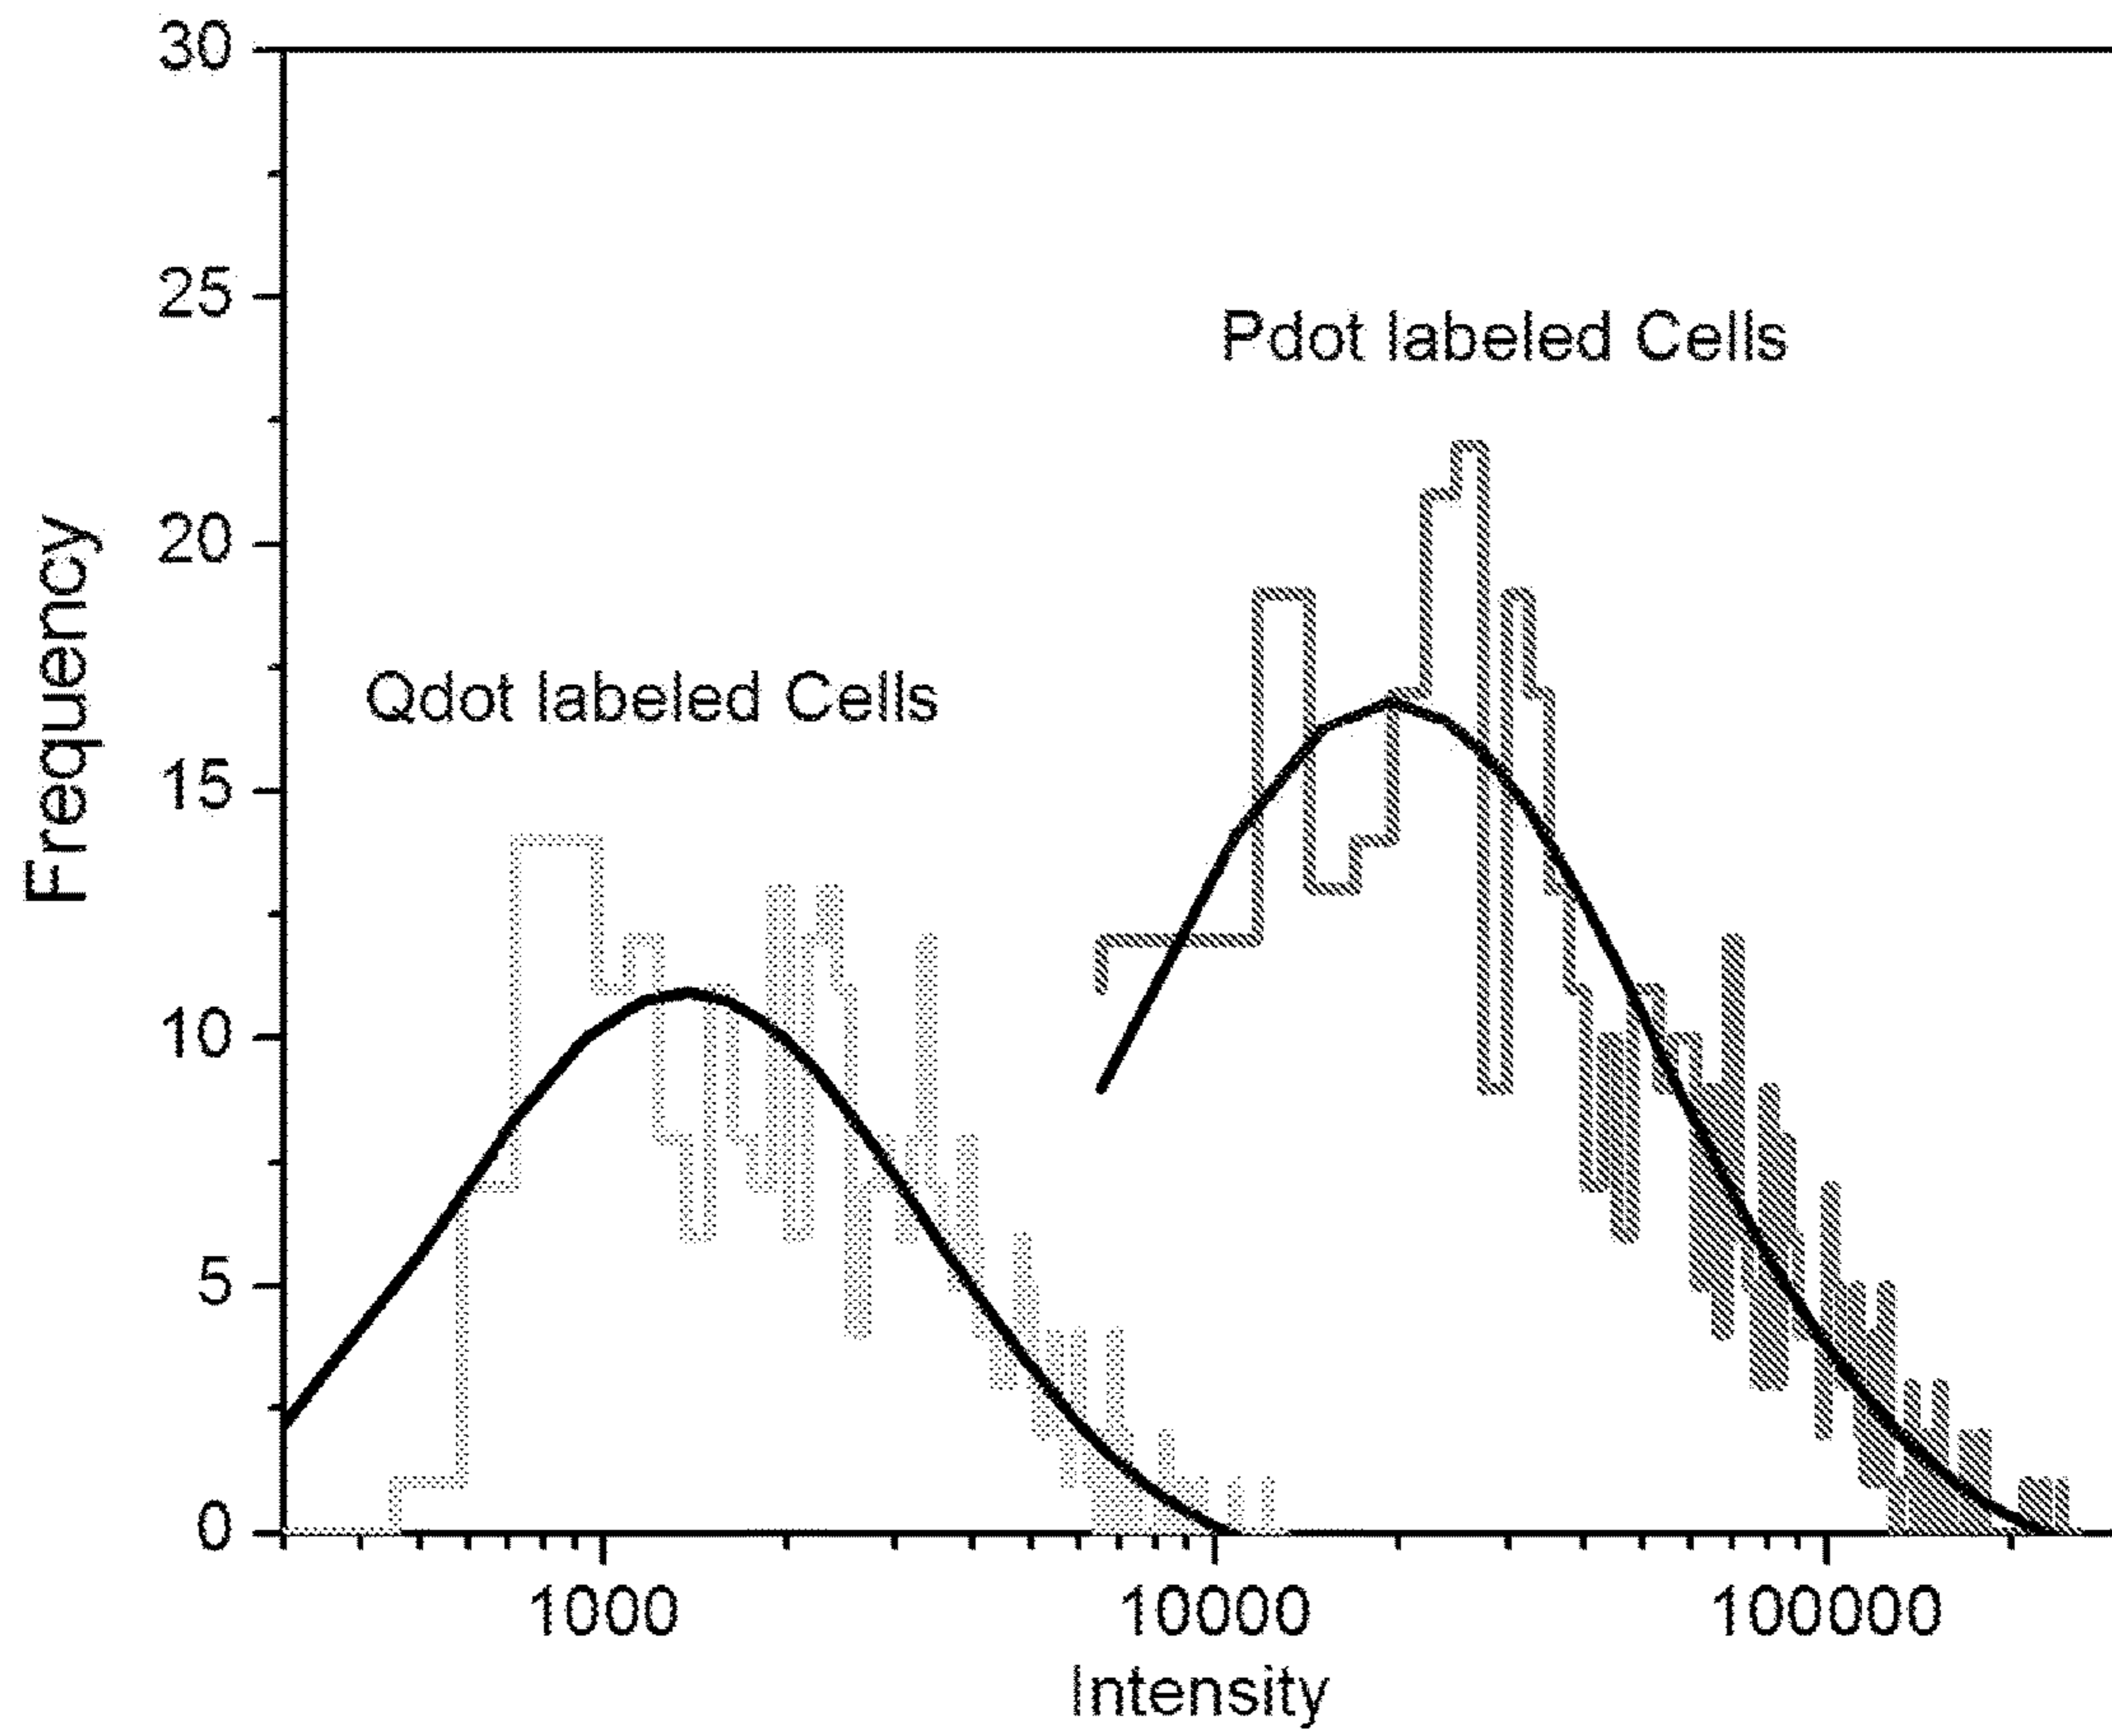 30
25
Pdot labeled Cells
20
Qdot labeled Cells
15
10
5
0
Frequency
1000
10000
100000
Intensity